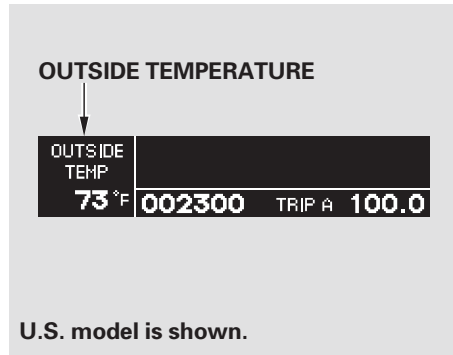 OUTSIDE TEMPERATURE
OUTSIDE
TEMP
73 °F 002300 TRIP A 100.0
U.S. model is shown.